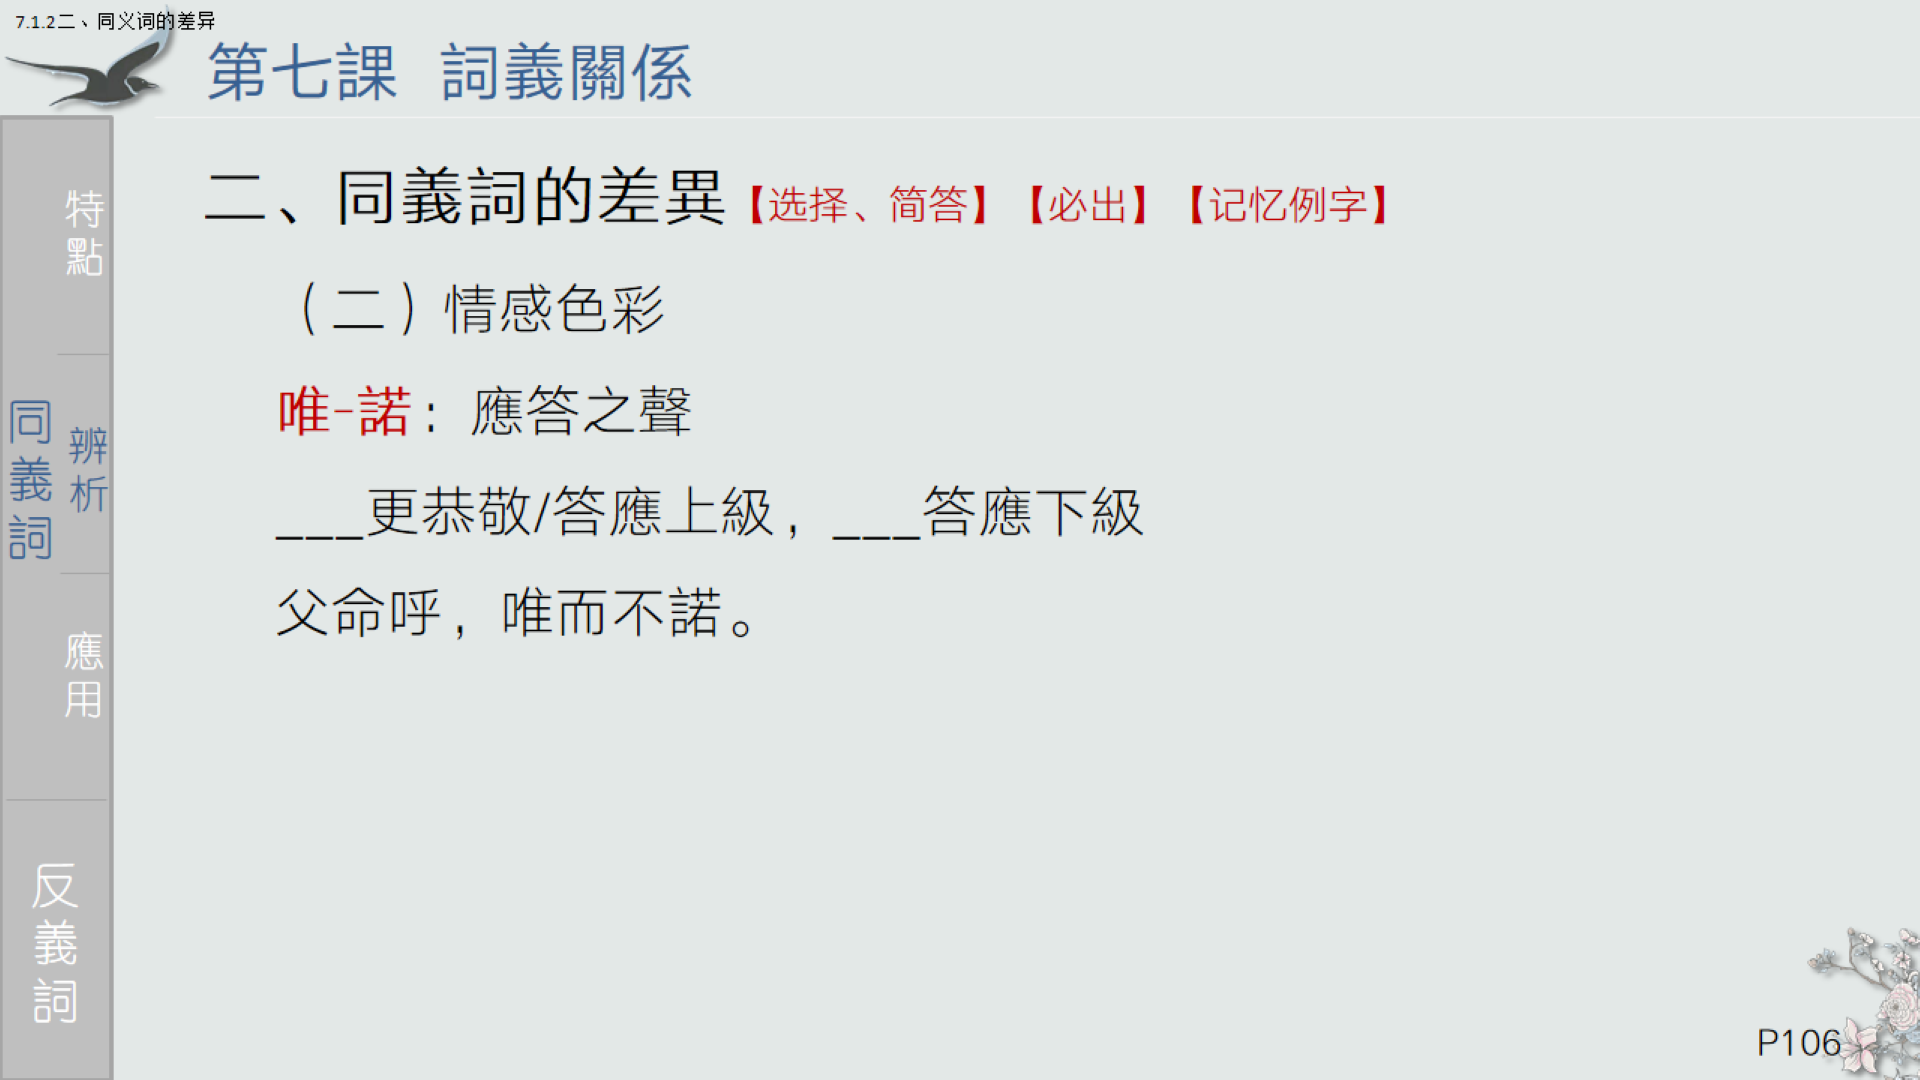 7.1.2二、同义词的差异
第七課 詞義關係
特點
同義詞
辨析
應用
反義詞
二、同義詞的差異【选择、简答】【必出】【记忆例字】
（二）情感色彩
唯-諾：應答之聲
___更恭敬/答應上級，___答應下級
父命呼，唯而不諾。
P106